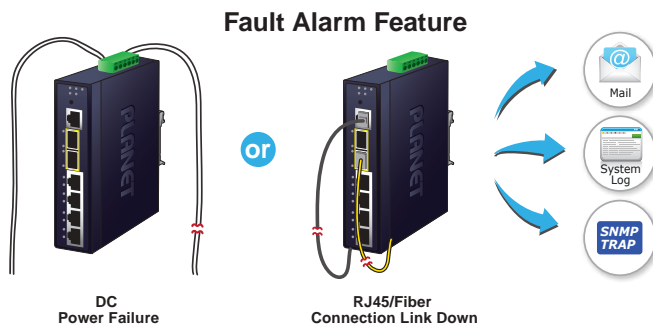 Fault Alarm Feature
PLANET
or
PLANET
@
Mail
System
Log
SNMP
TRAP
DC
Power Failure
RJ45/Fiber
Connection Link Down